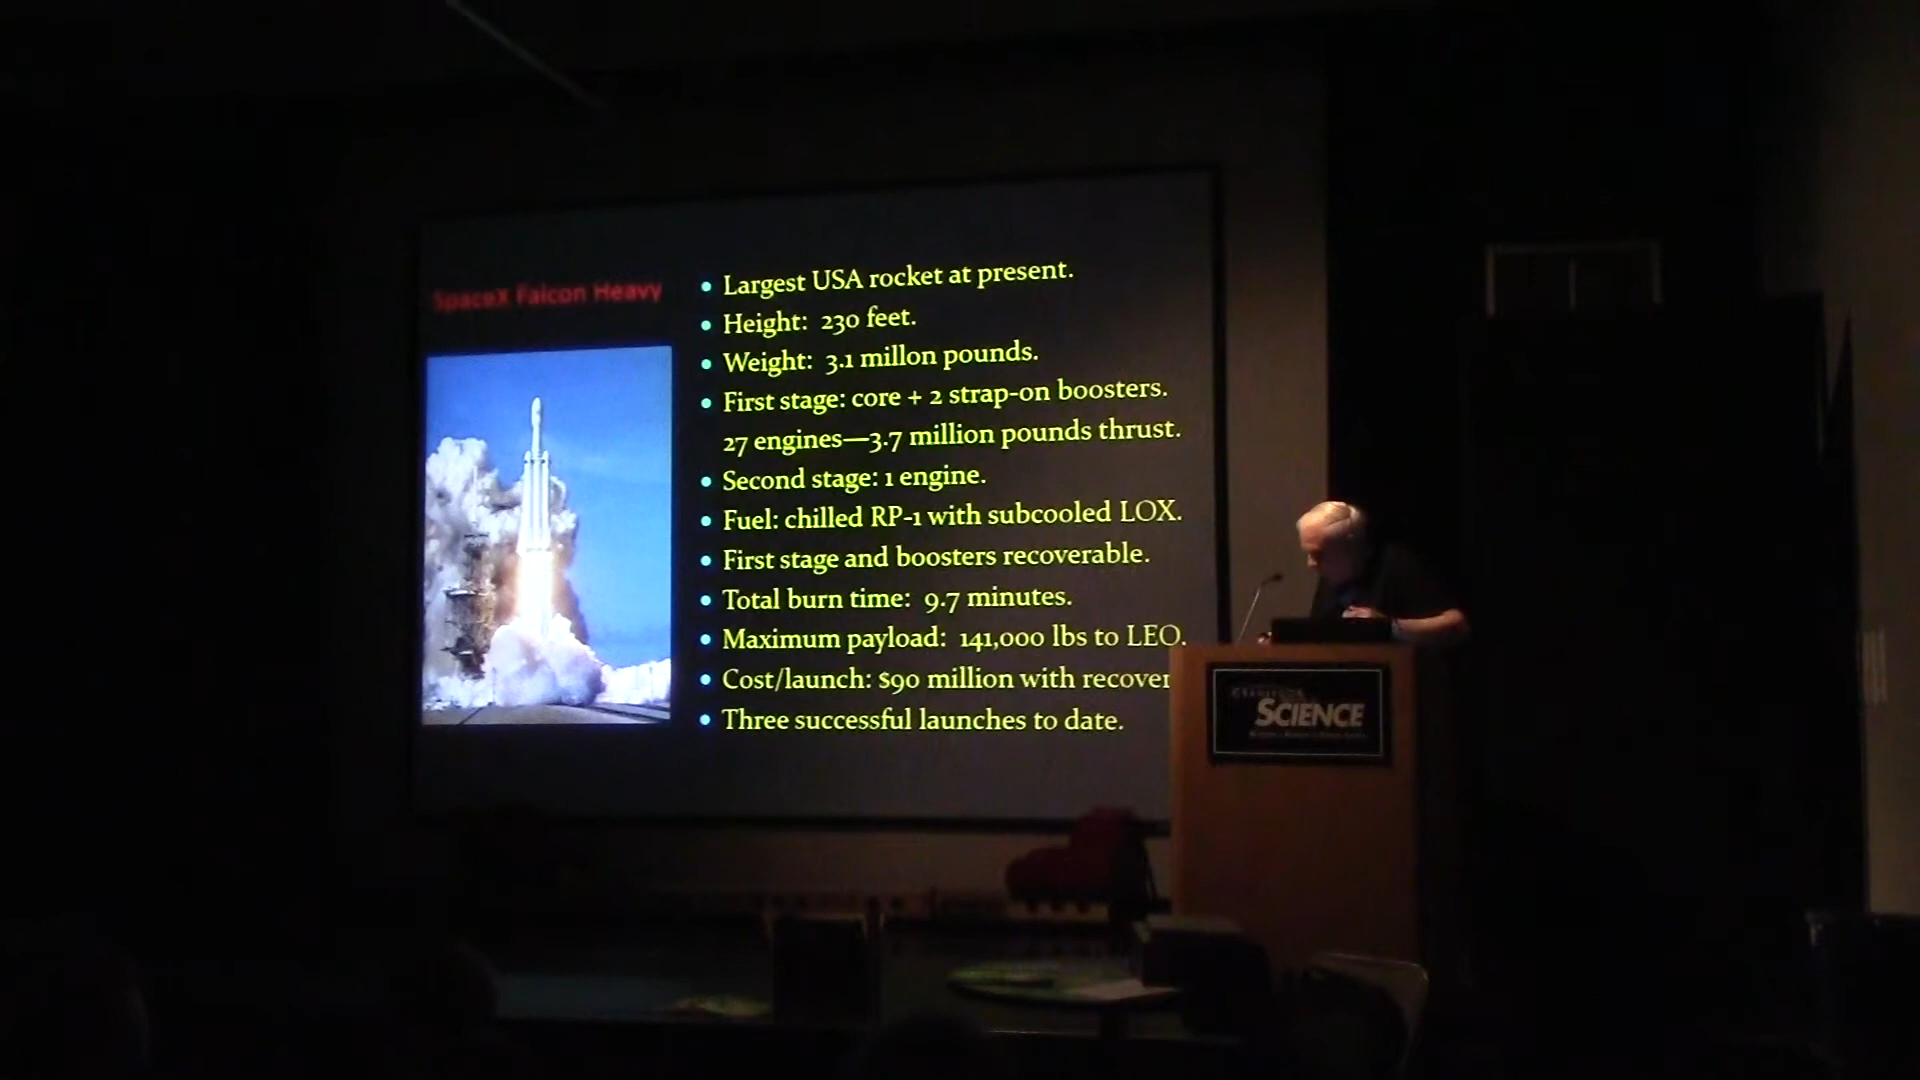 SpaceX Falcon Heavy
• Largest USA rocket at present.
• Height: 230 feet.
• Weight: 3.1 millon pounds.
• First stage: core + 2 strap-on boosters.
27 engines—3.7 million pounds thrust.
• Second stage: 1 engine.
• Fuel: chilled RP-1 with subcooled LOX.
• First stage and boosters recoverable.
• Total burn time: 9.7 minutes.
• Maximum payload: 141,000 lbs to LEO.
• Cost/launch: $90 million with recover
• Three successful launches to date.
SCIENCE